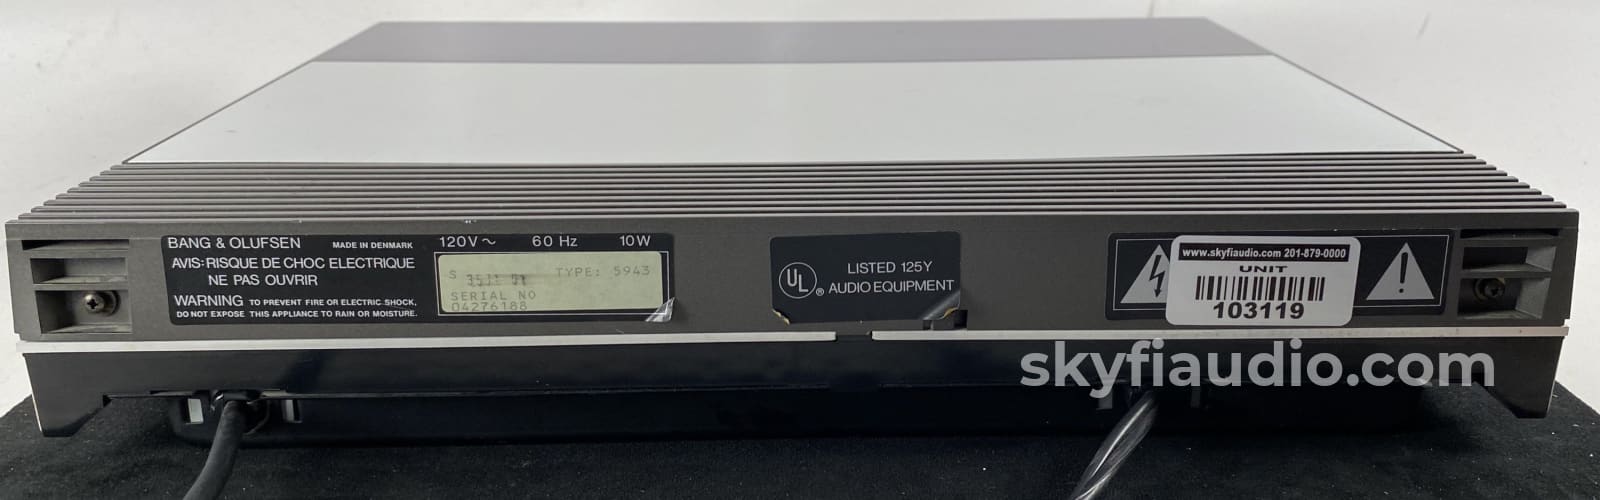 BANG & OLUFSEN MADE IN DENMARK 120V~ 60 Hz 10W
AVIS: RISQUE DE CHOC ELECTRIQUE
NE PAS OUVRIR
WARNING TO PREVENT FIRE OR ELECTRIC SHOCK,
DO NOT EXPOSE THIS APPLIANCE TO RAIN OR MOISTURE.
S TYPE: 5943
SERIAL NO
04276188
UL
®
LISTED 125Y
AUDIO EQUIPMENT
www.skyfiaudio.com 201-879-0000
UNIT
103119
skyfiaudio.com